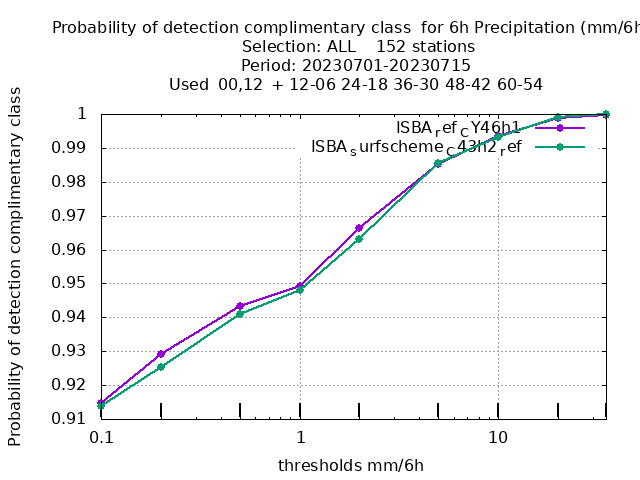 Probability of detection complimentary class  for 6h Precipitation (mm/6h
Selection: ALL    152 stations
Period: 20230701-20230715
Used  00,12  + 12-06 24-18 36-30 48-42 60-54
Probability of detection complimentary class
ISBA_ref_CY46h1
ISBA_surfscheme_C43h2_ref
1
0.99
0.98
0.97
0.96
0.95
0.94
0.93
0.92
0.91
0.1
1
10
thresholds mm/6h